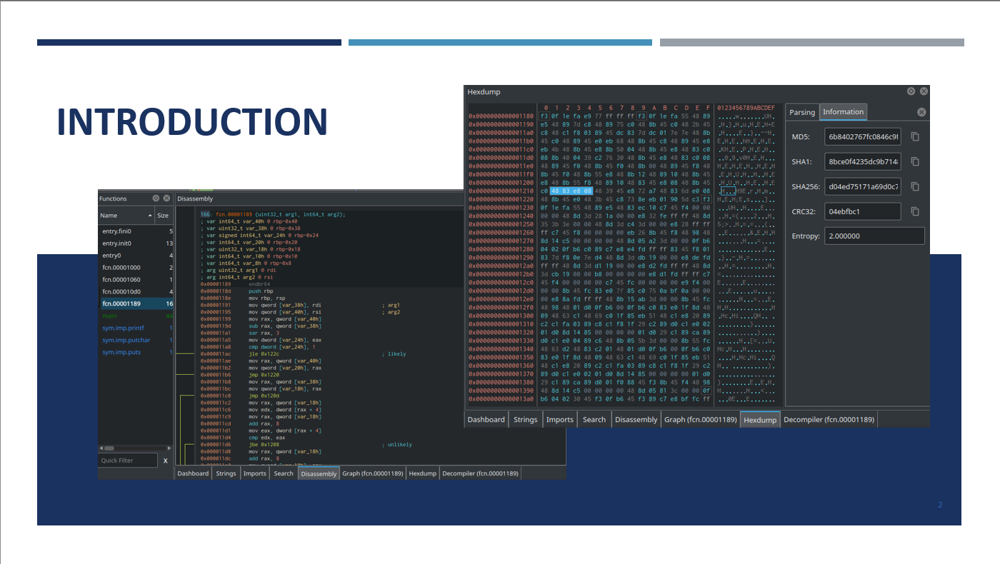 INTRODUCTION
Functions
Name
Size
entry.fini0 5
entry.init0 13
entry0 4
fcn.00001000 2
fcn.00001060 1
fcn.000010d0 4
fcn.00001189 16
main 44
sym.imp.printf 1
sym.imp.putchar 1
sym.imp.puts 1
Quick Filter X
Disassembly
166: fcn.00001189 (uint32_t arg1, int64_t arg2);
; var int64_t var_40h @ rbp-0x40
; var uint32_t var_38h @ rbp-0x38
; var signed int64_t var_24h @ rbp-0x24
; var int64_t var_20h @ rbp-0x20
; var uint32_t var_18h @ rbp-0x18
; var int64_t var_10h @ rbp-0x10
; var int64_t var_8h @ rbp-0x8
; arg uint32_t arg1 @ rdi
; arg int64_t arg2 @ rsi
0x00001189 endbr64
0x0000118d push rbp
0x0000118e mov rbp, rsp
0x00001191 mov qword [var_38h], rdi ; arg1
0x00001195 mov qword [var_40h], rsi ; arg2
0x00001199 mov rax, qword [var_40h]
0x0000119d sub rax, qword [var_38h]
0x000011a1 sar rax, 3
0x000011a5 mov dword [var_24h], eax
0x000011a8 cmp dword [var_24h], 1
0x000011ac jle 0x122c ; likely
0x000011ae mov rax, qword [var_40h]
0x000011b2 mov qword [var_20h], rax
0x000011b6 jmp 0x1220
0x000011b8 mov rax, qword [var_38h]
0x000011bc mov qword [var_18h], rax
0x000011c0 jmp 0x120d
0x000011c2 mov rax, qword [var_18h]
0x000011c6 mov edx, dword [rax + 4]
0x000011c9 mov rax, qword [var_18h]
0x000011cd add rax, 8
0x000011d1 mov eax, dword [rax + 4]
0x000011d4 cmp edx, eax
0x000011d6 jbe 0x1208 ; unlikely
0x000011d8 mov rax, qword [var_18h]
0x000011dc add rax, 8
Dashboard Strings Imports Search Disassembly Graph (fcn.00001189) Hexdump Decompiler (fcn.00001189)
Hexdump
0 1 2 3 4 5 6 7 8 9 A B C D E F 0123456789ABCDEF
0x0000000000001180 f3 0f 1e fa e9 77 ff ff ff f3 0f 1e fa 55 48 89
0x0000000000001190 e5 48 89 7d c8 48 89 75 c0 48 8b 45 c0 48 2b 45
0x00000000000011a0 c8 48 c1 f8 03 89 45 dc 83 7d dc 01 7e 7e 48 8b
0x00000000000011b0 45 c0 48 89 45 e0 eb 68 48 8b 45 c8 48 89 45 e8
0x00000000000011c0 eb 4b 48 8b 45 e8 8b 50 04 48 8b 45 e8 48 83 c0
0x00000000000011d0 08 8b 40 04 39 c2 76 30 48 8b 45 e8 48 83 c0 08
0x00000000000011e0 48 89 45 f0 48 8b 45 f0 48 8b 00 48 89 45 f8 48
0x00000000000011f0 8b 45 f0 48 8b 55 e8 48 8b 12 48 89 10 48 8b 45
0x0000000000001200 e8 48 8b 55 f8 48 89 10 48 83 45 e8 08 48 8b 45
0x0000000000001210 c0 48 83 e8 08 48 39 45 e8 72 a7 48 83 6d e0 08
0x0000000000001220 48 8b 45 e0 48 3b 45 c8 73 8e eb 01 90 5d c3 f3
0x0000000000001230 0f 1e fa 55 48 89 e5 48 83 ec 10 c7 45 f4 00 00
0x0000000000001240 00 00 48 8d 3d 28 1a 00 00 e8 32 fe ff ff 48 8d
0x0000000000001250 35 3b 3e 00 00 48 8d 3d c4 3d 00 00 e8 28 ff ff
0x0000000000001260 ff c7 45 f8 00 00 00 00 eb 26 8b 45 f8 48 98 48
0x0000000000001270 8d 14 c5 00 00 00 00 48 8d 05 a2 3d 00 00 0f b6
0x0000000000001280 04 02 0f b6 c0 89 c7 e8 e4 fd ff ff 83 45 f8 01
0x0000000000001290 83 7d f8 0e 7e d4 48 8d 3d db 19 00 00 e8 de fd
0x00000000000012a0 ff ff 48 8d 3d d1 19 00 00 e8 d2 fd ff ff 48 8d
0x00000000000012b0 3d cb 19 00 00 b8 00 00 00 00 e8 d1 fd ff ff c7
0x00000000000012c0 45 f4 00 00 00 00 c7 45 fc 00 00 00 00 e9 f4 00
0x00000000000012d0 00 00 8b 45 fc 83 e0 7f 85 c0 75 0a bf 0a 00 00
0x00000000000012e0 00 e8 8a fd ff ff 48 8b 15 ab 3d 00 00 8b 45 fc
0x00000000000012f0 48 98 48 01 d0 0f b6 00 0f b6 c0 83 e0 1f 8d 48
0x0000000000001300 09 48 63 c1 48 69 c0 1f 85 eb 51 48 c1 e8 20 89
0x0000000000001310 c2 c1 fa 03 89 c8 c1 f8 1f 29 c2 89 d0 c1 e0 02
0x0000000000001320 01 d0 8d 14 85 00 00 00 00 01 d0 29 c1 89 ca 89
0x0000000000001330 d0 c1 e0 04 89 c6 48 8b 05 5b 3d 00 00 8b 55 fc
0x0000000000001340 48 63 d2 48 83 c2 01 48 01 d0 0f b6 00 0f b6 c0
0x0000000000001350 83 e0 1f 8d 48 09 48 63 c1 48 69 c0 1f 85 eb 51
0x0000000000001360 48 c1 e8 20 89 c2 c1 fa 03 89 c8 c1 f8 1f 29 c2
0x0000000000001370 89 d0 c1 e0 02 01 d0 8d 14 85 00 00 00 00 01 d0
0x0000000000001380 29 c1 89 ca 89 d0 01 f0 88 45 f3 8b 45 f4 48 98
0x0000000000001390 48 8d 14 c5 00 00 00 00 48 8d 05 81 3c 00 00 0f
0x00000000000013a0 b6 04 02 30 45 f3 0f b6 45 f3 89 c7 e8 bf fc ff
Parsing Information
MD5: 6b8402767fc0846c9f
SHA1: 8bce0f4235dc9b7148
SHA256: d04ed75171a69d0c7
CRC32: 04ebfbc1
Entropy: 2.000000
Dashboard Strings Imports Search Disassembly Graph (fcn.00001189) Hexdump Decompiler (fcn.00001189)
2